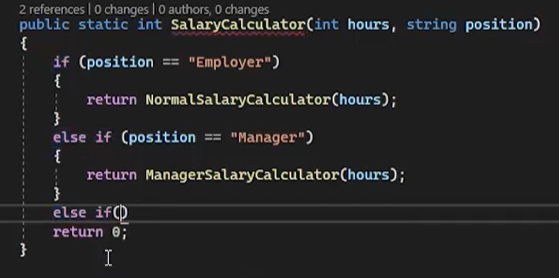 2 references | 0 changes | 0 authors, 0 changes
public static int SalaryCalculator(int hours, string position)
{
if (position == "Employer")
{
return NormalSalaryCalculator(hours);
}
else if (position == "Manager")
{
return ManagerSalaryCalculator(hours);
}
else if()
return 0;
}